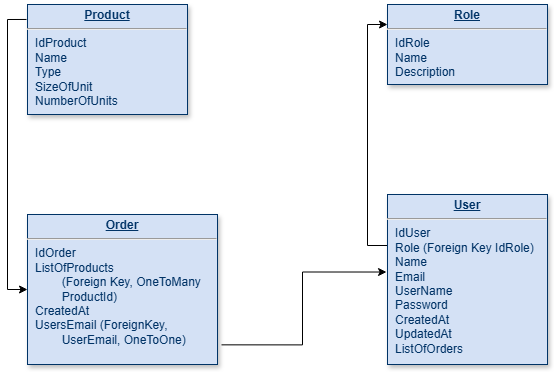 Product
IdProduct
Name
Type
SizeOfUnit
NumberOfUnits
Role
IdRole
Name
Description
Order
IdOrder
ListOfProducts
(Foreign Key, OneToMany
ProductId)
CreatedAt
UsersEmail (ForeignKey,
UserEmail, OneToOne)
User
IdUser
Role (Foreign Key IdRole)
Name
Email
UserName
Password
CreatedAt
UpdatedAt
ListOfOrders